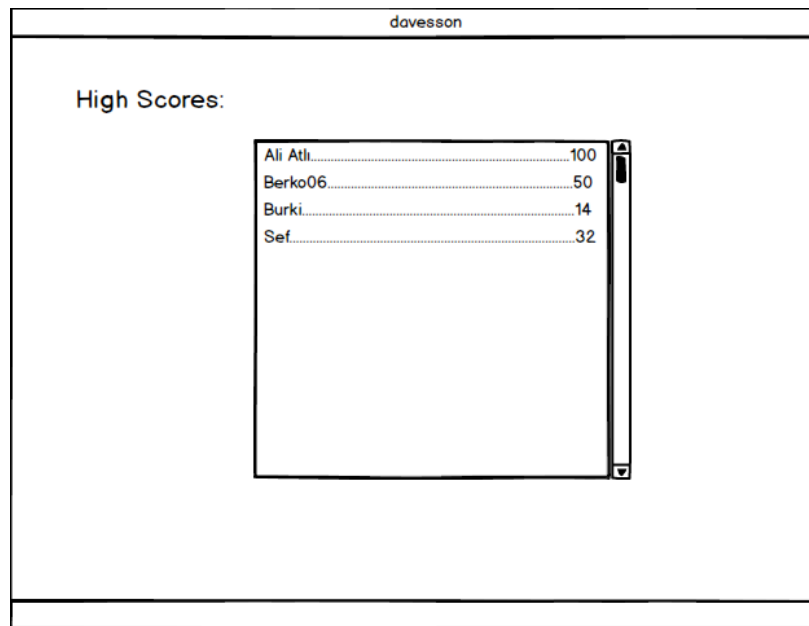 davesson
High Scores:
Ali Atlı..............................................................100
Berko06...........................................................50
Burki.................................................................14
Sef.....................................................................32